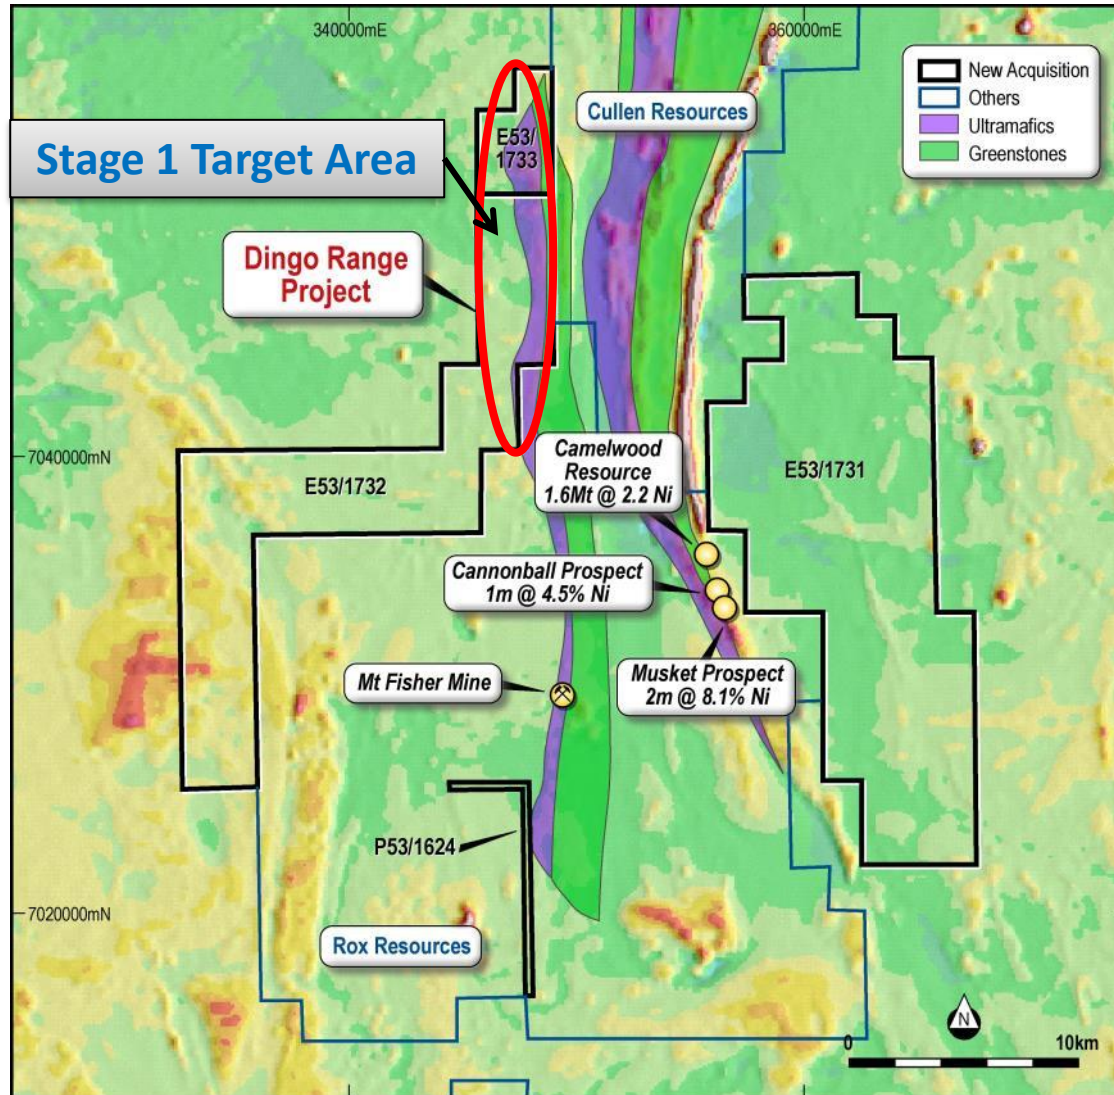 340000mE
360000mE
New Acquisition
Others
Ultramafics
Greenstones
Cullen Resources
E53/
1733
Stage 1 Target Area
Dingo Range
Project
7040000mN
Camelwood
Resource
1.6Mt @ 2.2 Ni
E53/1731
E53/1732
Cannonball Prospect
1m @ 4.5% Ni
Mt Fisher Mine
Musket Prospect
2m @ 8.1% Ni
P53/1624
7020000mN
Rox Resources
N
0
10km